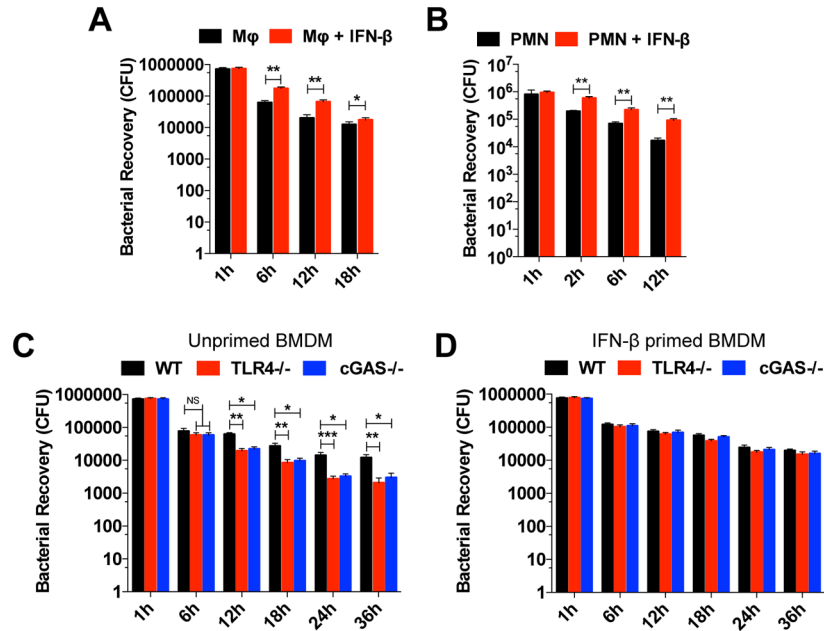 A
Mφ Mφ + IFN-β
Bacterial Recovery (CFU)
1000000
100000
10000
1000
100
10
1
** ** *
1h 6h 12h 18h
B
PMN PMN + IFN-β
Bacterial Recovery (CFU)
10⁷
10⁶
10⁵
10⁴
10³
10²
10¹
10⁰
** ** **
1h 2h 6h 12h
C
Unprimed BMDM
WT TLR4-/- cGAS-/-
Bacterial Recovery (CFU)
1000000
100000
10000
1000
100
10
1
NS * * * *
** ** *** **
1h 6h 12h 18h 24h 36h
D
IFN-β primed BMDM
WT TLR4-/- cGAS-/-
Bacterial Recovery (CFU)
1000000
100000
10000
1000
100
10
1
1h 6h 12h 18h 24h 36h